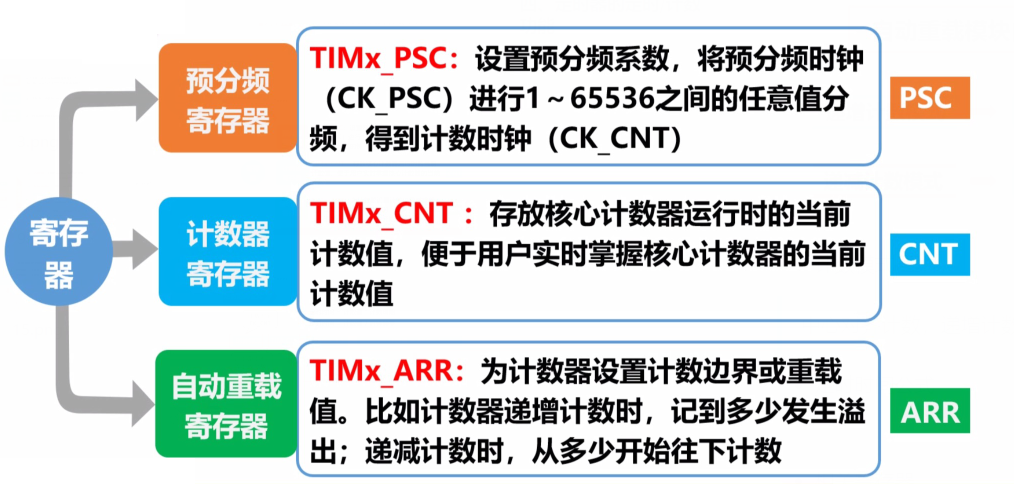 寄存
器
预分频
寄存器
TIMx_PSC：设置预分频系数，将预分频时钟
（CK_PSC）进行1～65536之间的任意值分
频，得到计数时钟（CK_CNT）
PSC
计数器
寄存器
TIMx_CNT ：存放核心计数器运行时的当前
计数值，便于用户实时掌握核心计数器的当前
计数值
CNT
自动重载
寄存器
TIMx_ARR：为计数器设置计数边界或重载
值。比如计数器递增计数时，记到多少发生溢
出；递减计数时，从多少开始往下计数
ARR